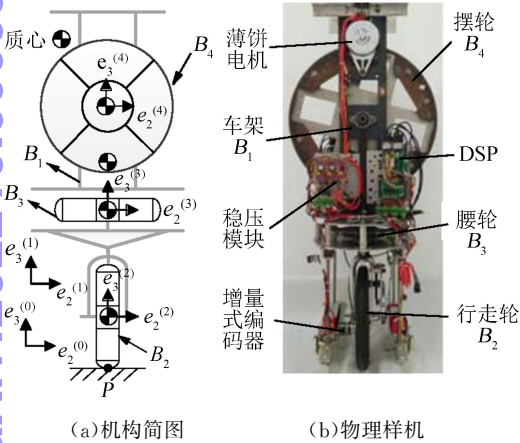 质心
B₄
e₃⁽⁴⁾
e₂⁽⁴⁾
B₁
e₃⁽³⁾
B₃
e₂⁽³⁾
e₃⁽¹⁾
e₂⁽¹⁾
e₃⁽²⁾
e₂⁽²⁾
e₃⁽⁰⁾
e₂⁽⁰⁾
B₂
P
(a)机构简图
薄饼
电机
摆轮
B₄
车架
B₁
DSP
稳压
模块
腰轮
B₃
增量
式编
码器
行走轮
B₂
(b)物理样机